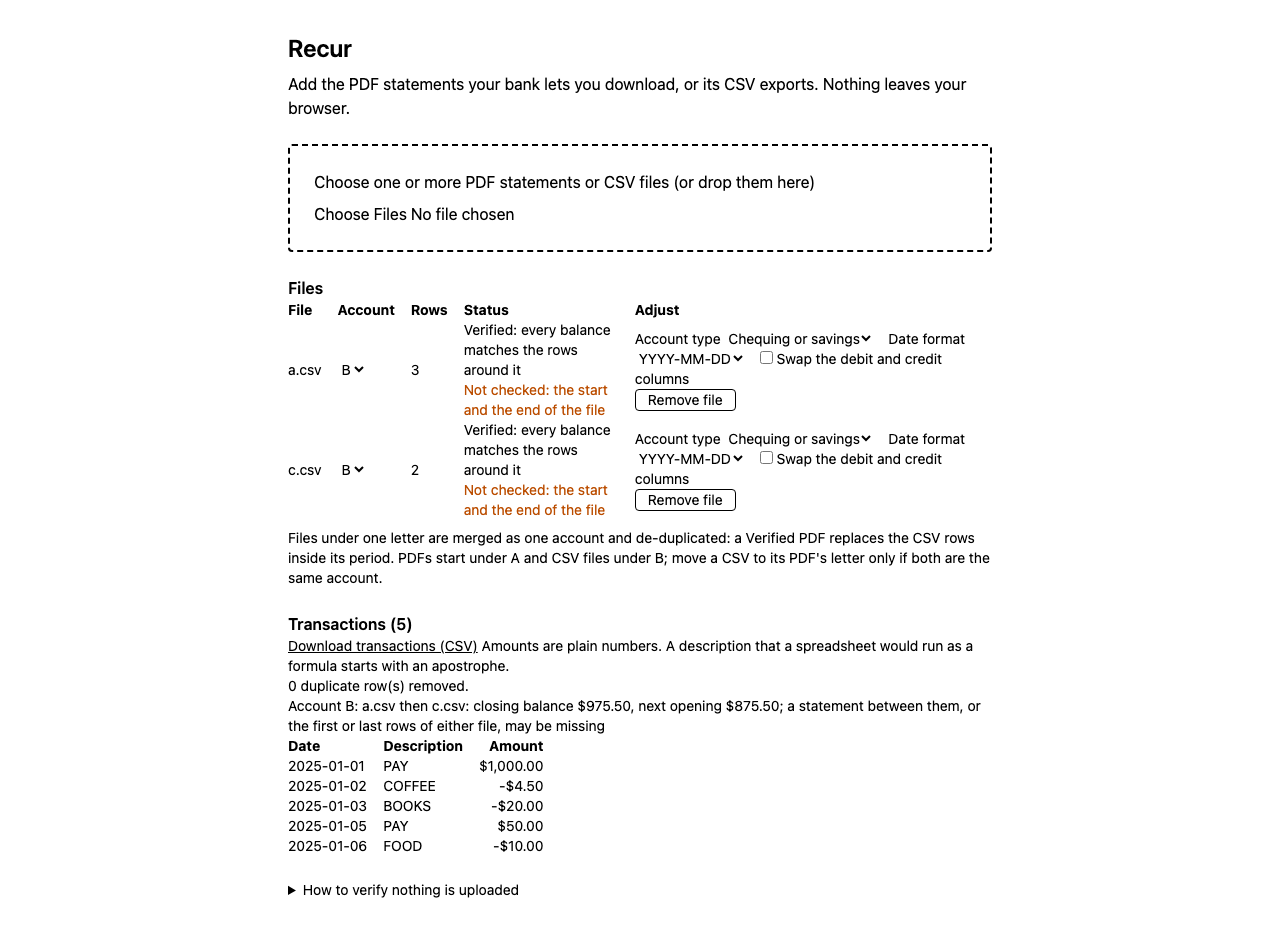 Recur
Add the PDF statements your bank lets you download, or its CSV exports. Nothing leaves your
browser.
Choose one or more PDF statements or CSV files (or drop them here)
Choose Files No file chosen
Files
File Account Rows Status Adjust
a.csv B 3
Verified: every balance
matches the rows
around it
Not checked: the start
and the end of the file
Account type Chequing or savings Date format
YYYY-MM-DD Swap the debit and credit
columns
Remove file
c.csv B 2
Verified: every balance
matches the rows
around it
Not checked: the start
and the end of the file
Account type Chequing or savings Date format
YYYY-MM-DD Swap the debit and credit
columns
Remove file
Files under one letter are merged as one account and de-duplicated: a Verified PDF replaces the CSV rows
inside its period. PDFs start under A and CSV files under B; move a CSV to its PDF's letter only if both are the
same account.
Transactions (5)
Download transactions (CSV) Amounts are plain numbers. A description that a spreadsheet would run as a
formula starts with an apostrophe.
0 duplicate row(s) removed.
Account B: a.csv then c.csv: closing balance $975.50, next opening $875.50; a statement between them, or
the first or last rows of either file, may be missing
Date Description Amount
2025-01-01 PAY $1,000.00
2025-01-02 COFFEE -$4.50
2025-01-03 BOOKS -$20.00
2025-01-05 PAY $50.00
2025-01-06 FOOD -$10.00
How to verify nothing is uploaded